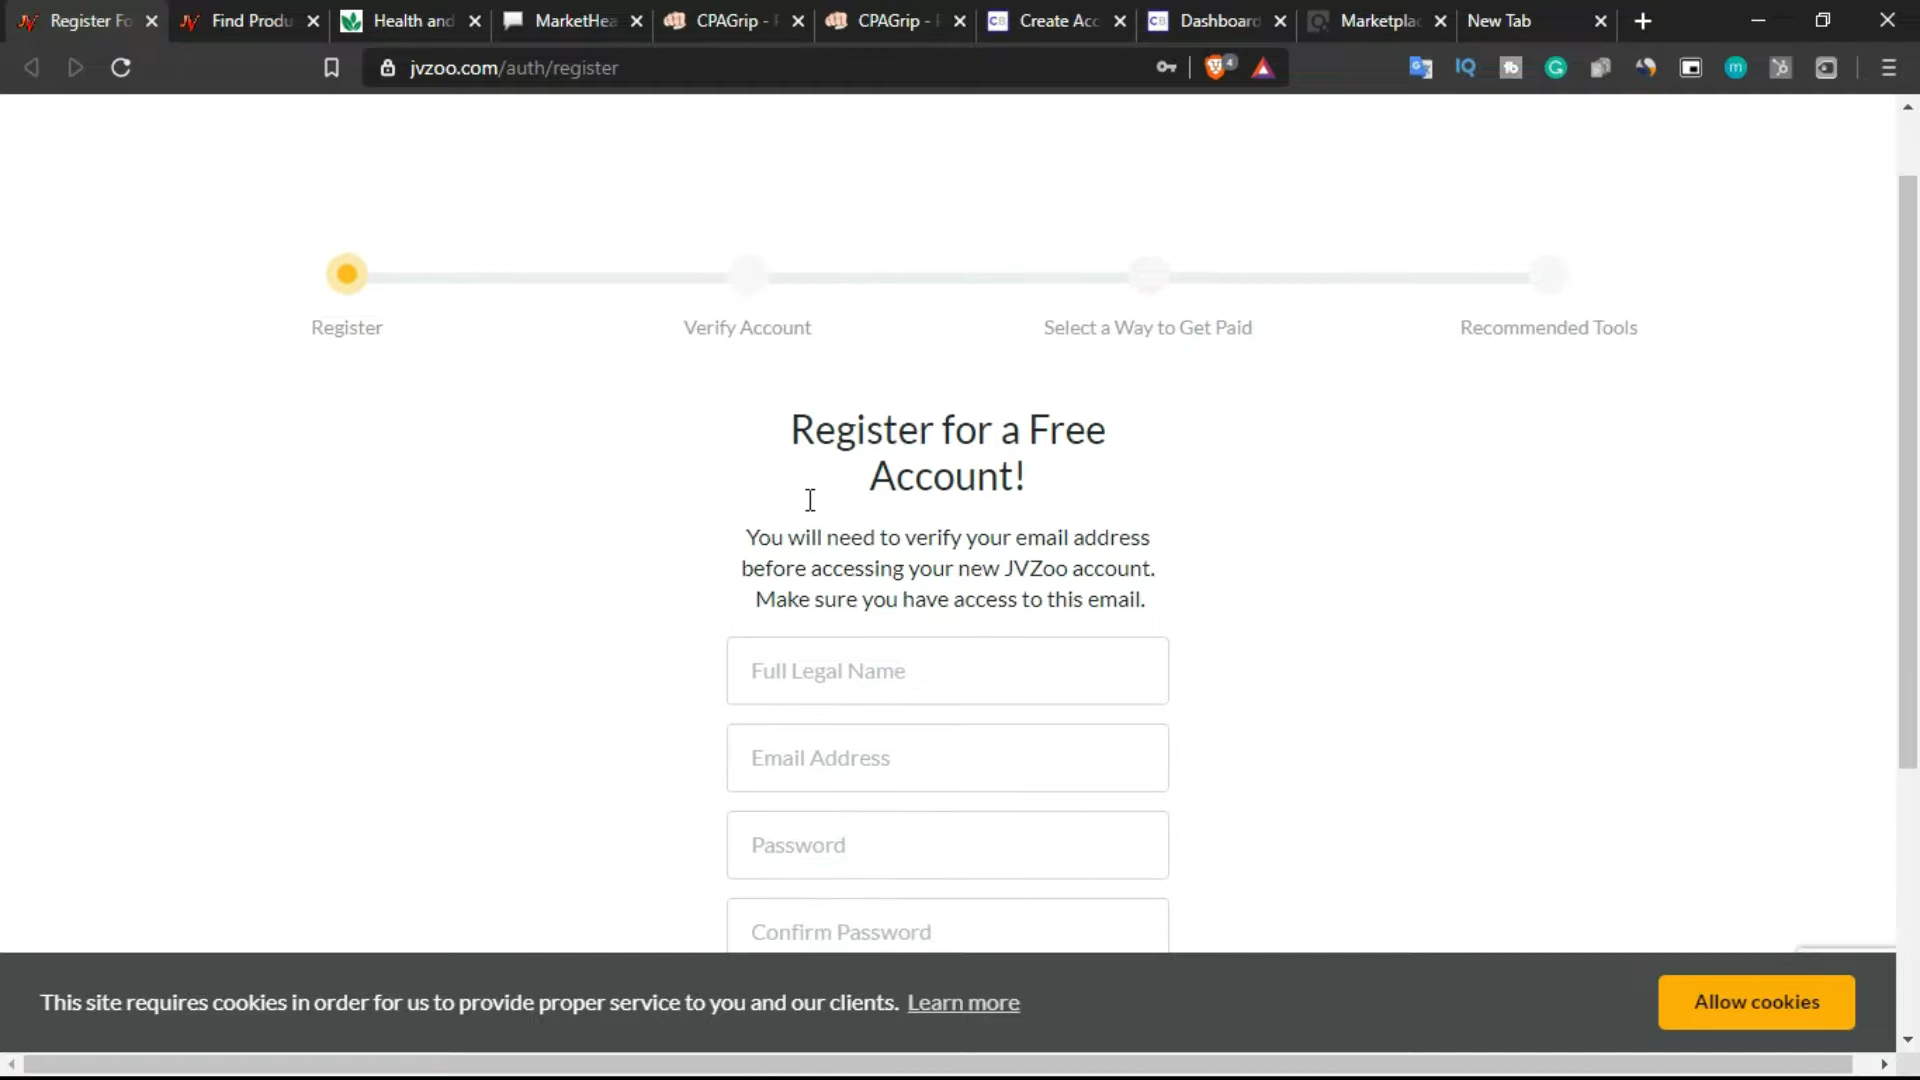 Register Fo
Find Produ
Health and
MarketHea
CPAGrip -
CPAGrip -
Create Acc
Dashboard
Marketplac
New Tab
jvzoo.com/auth/register
4
IQ
Register
Verify Account
Select a Way to Get Paid
Recommended Tools
Register for a Free
Account!
You will need to verify your email address
before accessing your new JVZoo account.
Make sure you have access to this email.
Full Legal Name
Email Address
Password
Confirm Password
This site requires cookies in order for us to provide proper service to you and our clients. Learn more
Allow cookies